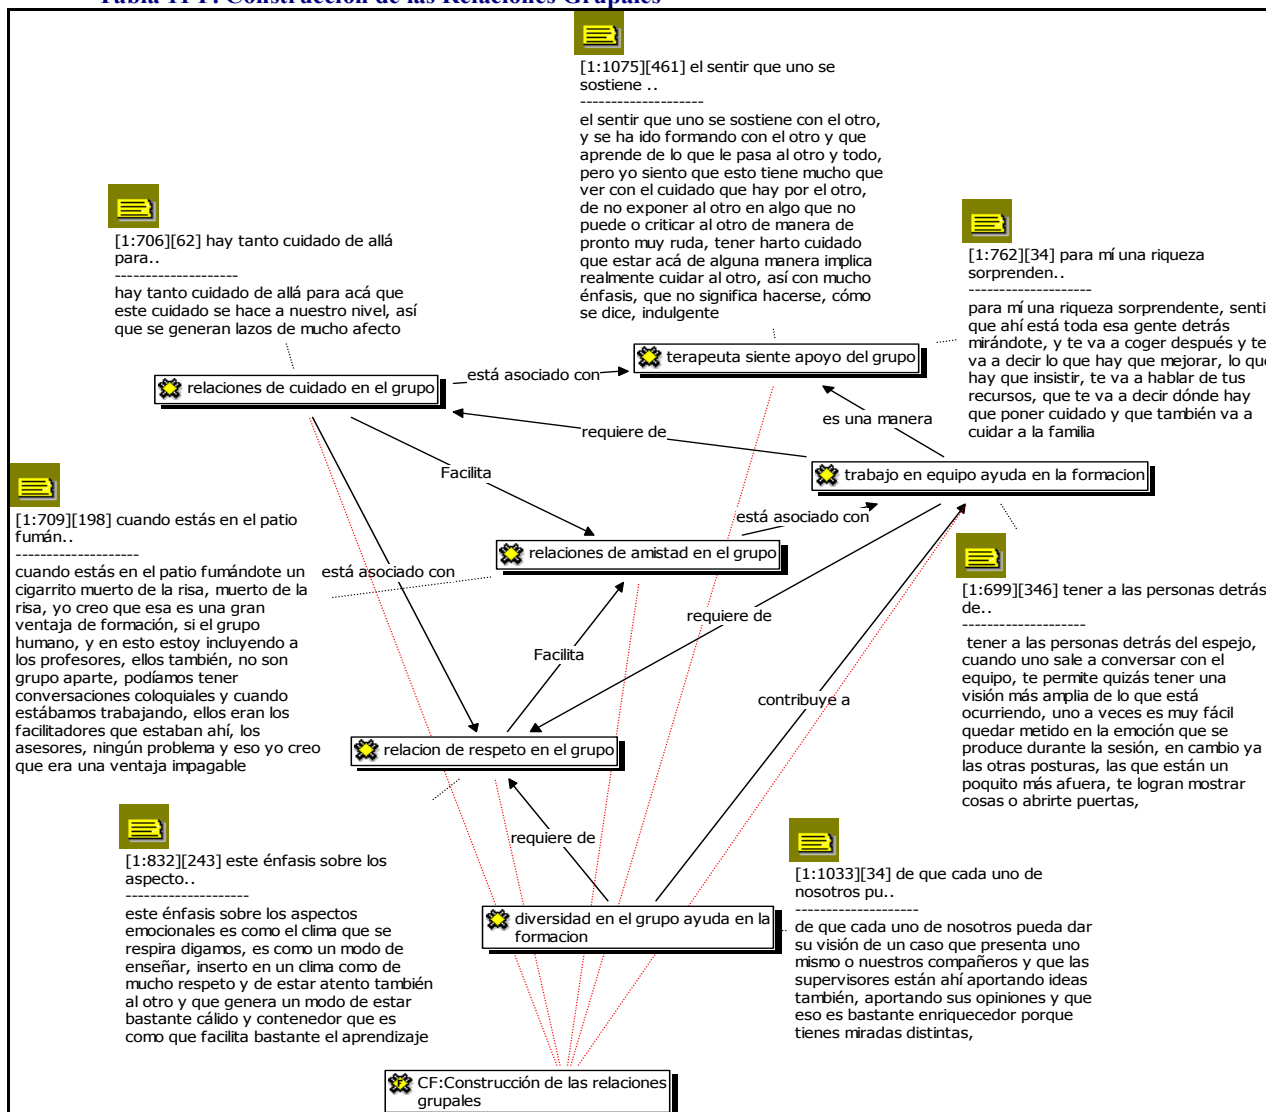 Tabla 11 F: Construcción de las Relaciones Grupales
[1:1075][461] el sentir que uno se
sostiene ..
--------------------
el sentir que uno se sostiene con el otro,
y se ha ido formando con el otro y que
aprende de lo que le pasa al otro y todo,
pero yo siento que esto tiene mucho que
ver con el cuidado que hay por el otro,
de no exponer al otro en algo que no
puede o criticar al otro de manera de
pronto muy ruda, tener harto cuidado
que estar acá de alguna manera implica
realmente cuidar al otro, así con mucho
énfasis, que no significa hacerse, cómo
se dice, indulgente
[1:706][62] hay tanto cuidado de allá
para..
--------------------
hay tanto cuidado de allá para acá que
este cuidado se hace a nuestro nivel, así
que se generan lazos de mucho afecto
[1:762][34] para mí una riqueza
sorprenden..
--------------------
para mí una riqueza sorprendente, senti
que ahí está toda esa gente detrás
mirándote, y te va a coger después y te
va a decir lo que hay que mejorar, lo que
hay que insistir, te va a hablar de tus
recursos, que te va a decir dónde hay
que poner cuidado y que también va a
cuidar a la familia
terapeuta siente apoyo del grupo
relaciones de cuidado en el grupo
está asociado con
es una manera
requiere de
trabajo en equipo ayuda en la formacion
Facilita
está asociado con
relaciones de amistad en el grupo
[1:709][198] cuando estás en el patio
fumán..
--------------------
cuando estás en el patio fumándote un
cigarrito muerto de la risa, muerto de la
risa, yo creo que esa es una gran
ventaja de formación, si el grupo
humano, y en esto estoy incluyendo a
los profesores, ellos también, no son
grupo aparte, podíamos tener
conversaciones coloquiales y cuando
estábamos trabajando, ellos eran los
facilitadores que estaban ahí, los
asesores, ningún problema y eso yo creo
que era una ventaja impagable
está asociado con
[1:699][346] tener a las personas detrás
de..
--------------------
tener a las personas detrás del espejo,
cuando uno sale a conversar con el
equipo, te permite quizás tener una
visión más amplia de lo que está
ocurriendo, uno a veces es muy fácil
quedar metido en la emoción que se
produce durante la sesión, en cambio ya
las otras posturas, las que están un
poquito más afuera, te logran mostrar
cosas o abrirte puertas,
requiere de
Facilita
contribuye a
relacion de respeto en el grupo
requiere de
[1:832][243] este énfasis sobre los
aspecto..
--------------------
este énfasis sobre los aspectos
emocionales es como el clima que se
respira digamos, es como un modo de
enseñar, inserto en un clima como de
mucho respeto y de estar atento también
al otro y que genera un modo de estar
bastante cálido y contenedor que es
como que facilita bastante el aprendizaje
diversidad en el grupo ayuda en la
formacion
[1:1033][34] de que cada uno de
nosotros pu..
--------------------
de que cada uno de nosotros pueda dar
su visión de un caso que presenta uno
mismo o nuestros compañeros y que las
supervisores están ahí aportando ideas
también, aportando sus opiniones y que
eso es bastante enriquecedor porque
tienes miradas distintas,
CF:Construcción de las relaciones
grupales